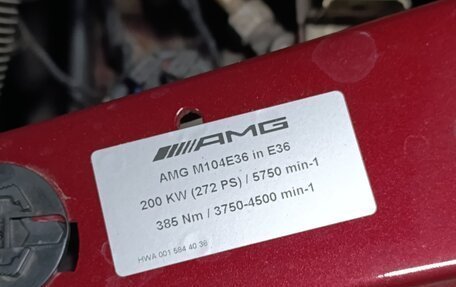 AMG
AMG M104E36 in E36
200 KW (272 PS) / 5750 min-1
385 Nm / 3750-4500 min-1
HWA 001 584 40 38